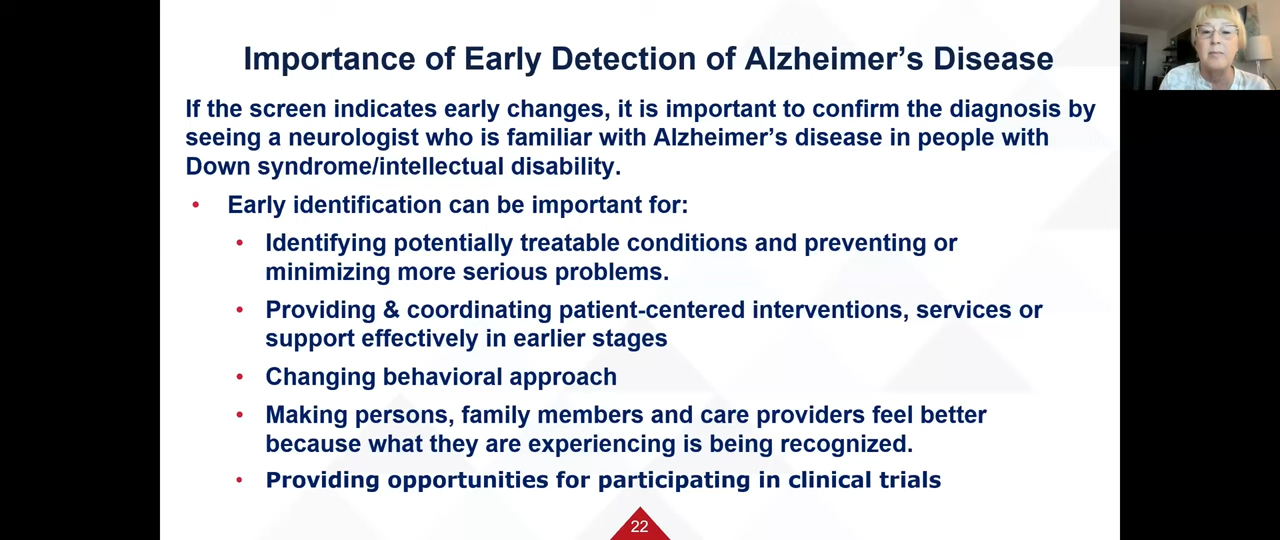 Importance of Early Detection of Alzheimer’s Disease
If the screen indicates early changes, it is important to confirm the diagnosis by
seeing a neurologist who is familiar with Alzheimer’s disease in people with
Down syndrome/intellectual disability.
• Early identification can be important for:
• Identifying potentially treatable conditions and preventing or
minimizing more serious problems.
• Providing & coordinating patient-centered interventions, services or
support effectively in earlier stages
• Changing behavioral approach
• Making persons, family members and care providers feel better
because what they are experiencing is being recognized.
• Providing opportunities for participating in clinical trials
22